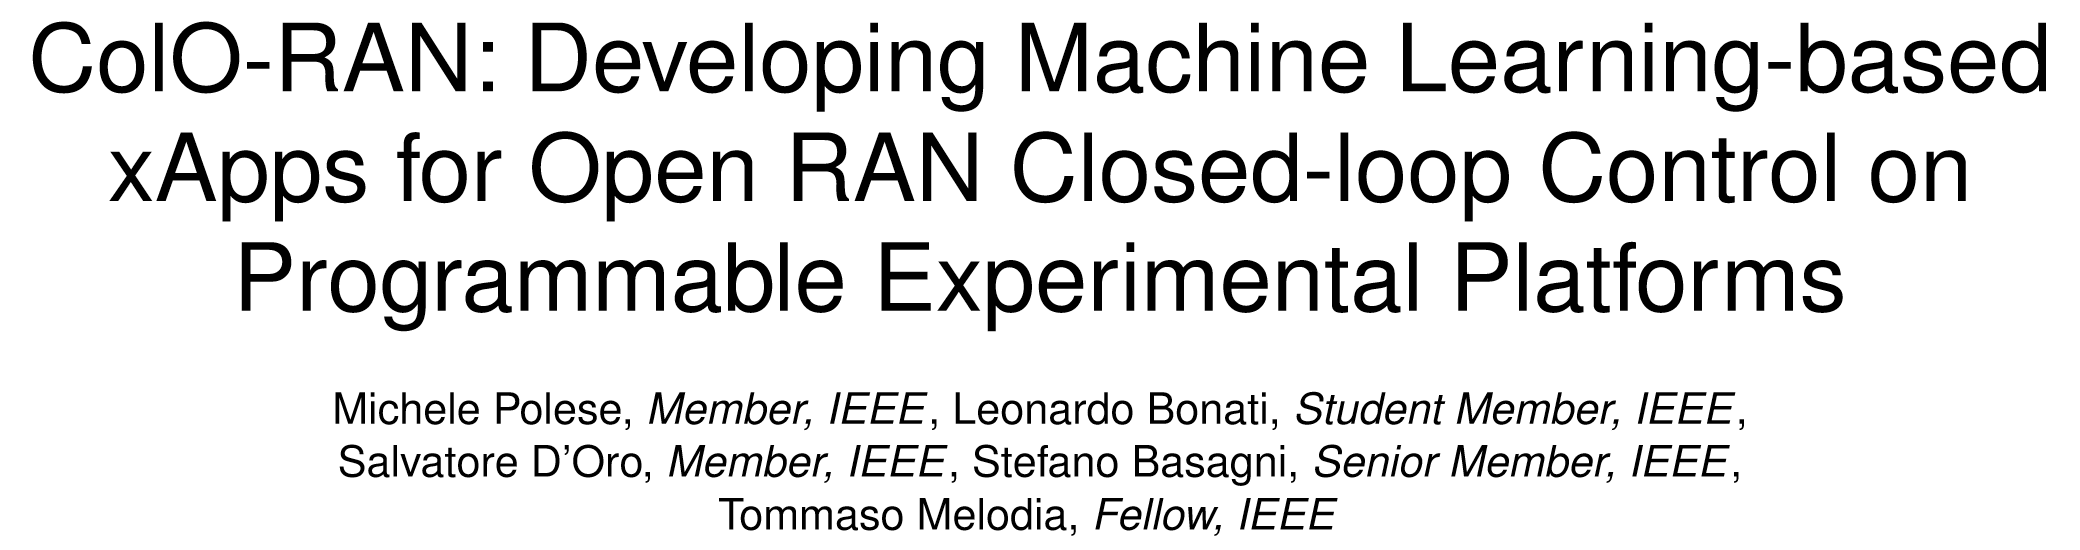 ColO-RAN: Developing Machine Learning-based
xApps for Open RAN Closed-loop Control on
Programmable Experimental Platforms
Michele Polese, Member, IEEE, Leonardo Bonati, Student Member, IEEE,
Salvatore D’Oro, Member, IEEE, Stefano Basagni, Senior Member, IEEE,
Tommaso Melodia, Fellow, IEEE